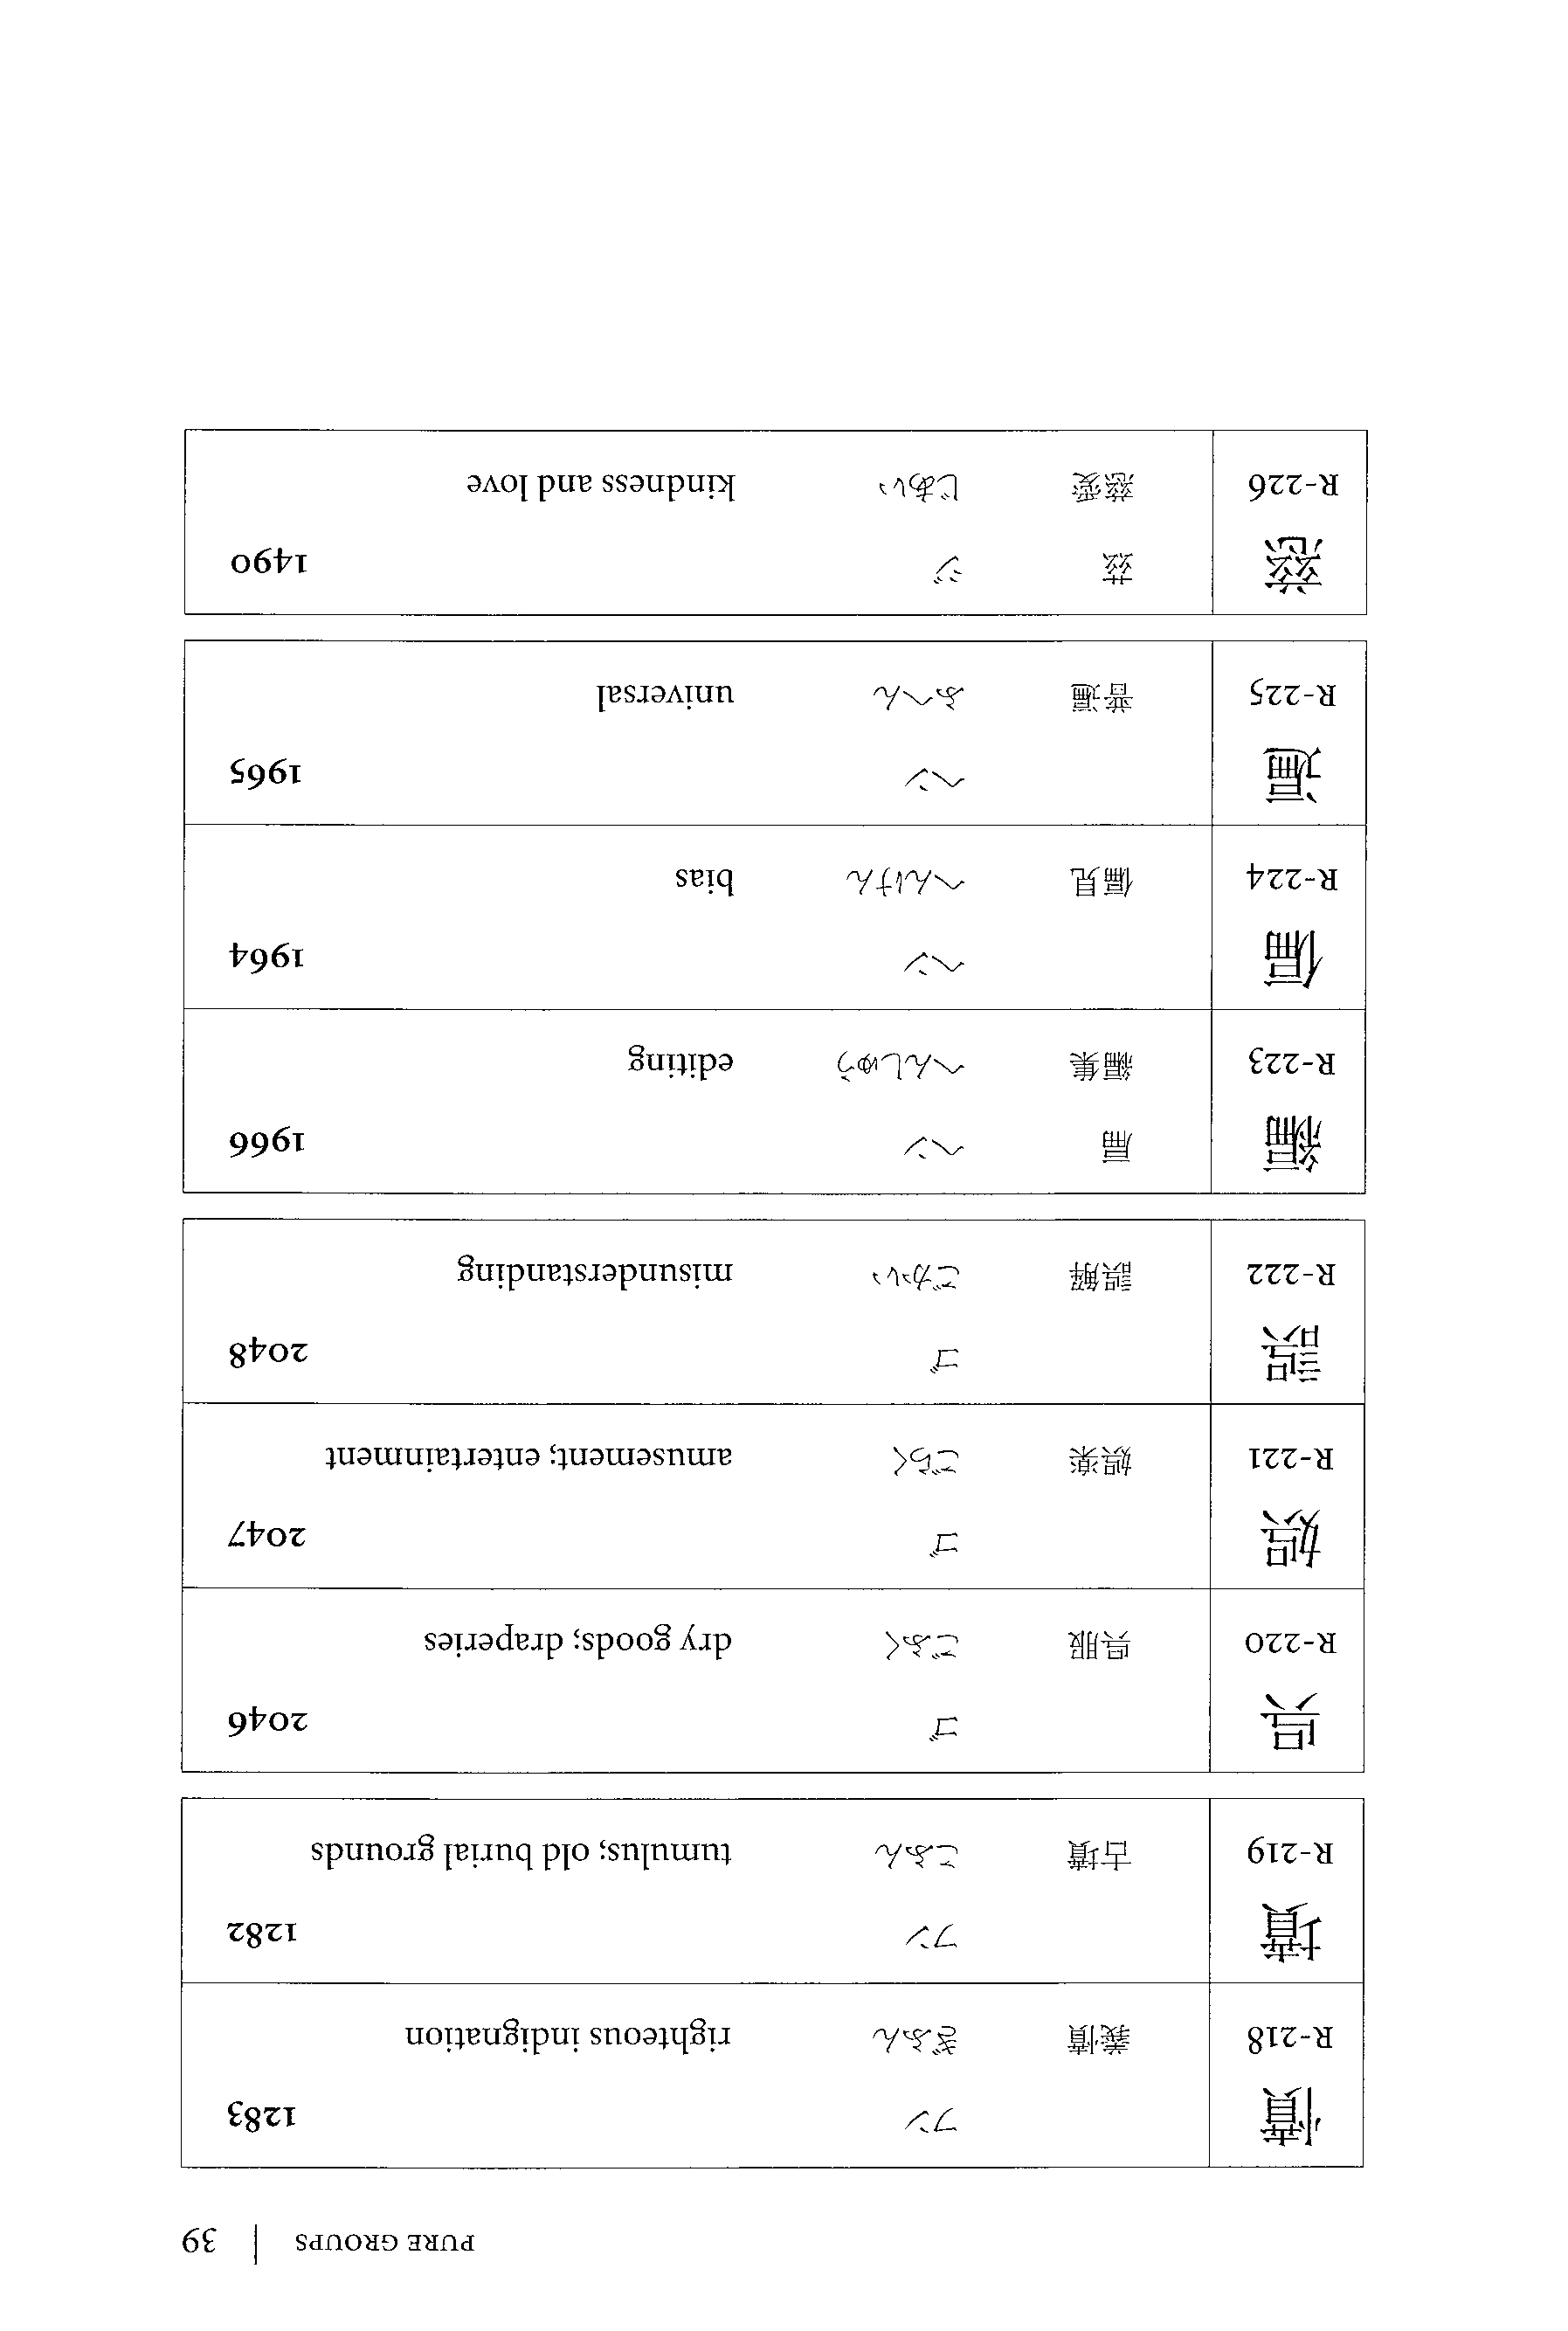 PURE GROUPS | 39
憤 フン 1283
R-218 義憤 ぎふん righteous indignation
墳 フン 1282
R-219 古墳 こふん tumulus; old burial grounds
呉 ゴ 2046
R-220 呉服 ごふく dry goods; draperies
娯 ゴ 2047
R-221 娯楽 ごらく amusement; entertainment
誤 ゴ 2048
R-222 誤解 ごかい misunderstanding
編 扁 ヘン 1966
R-223 編集 へんしゅう editing
偏 ヘン 1964
R-224 偏見 へんけん bias
遍 ヘン 1965
R-225 普遍 ふへん universal
慈 茲 ジ 1490
R-226 慈愛 じあい kindness and love